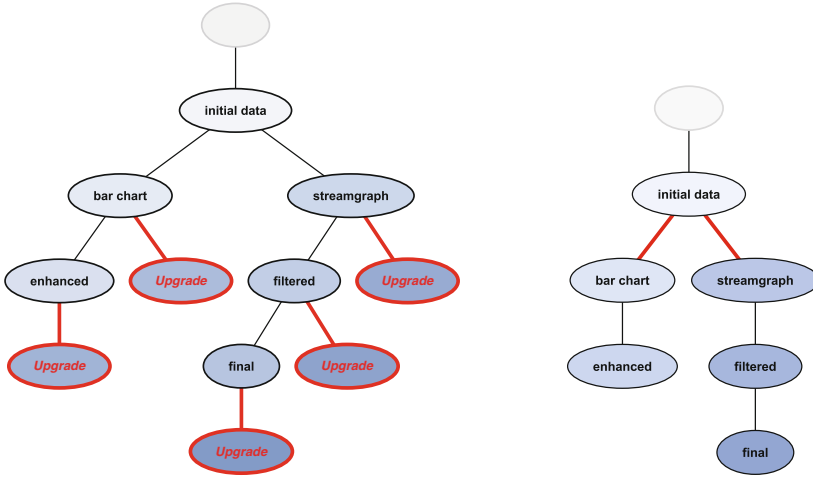 initial data
bar chart
streamgraph
enhanced
Upgrade
filtered
Upgrade
Upgrade
final
Upgrade
Upgrade
initial data
bar chart
streamgraph
enhanced
filtered
final